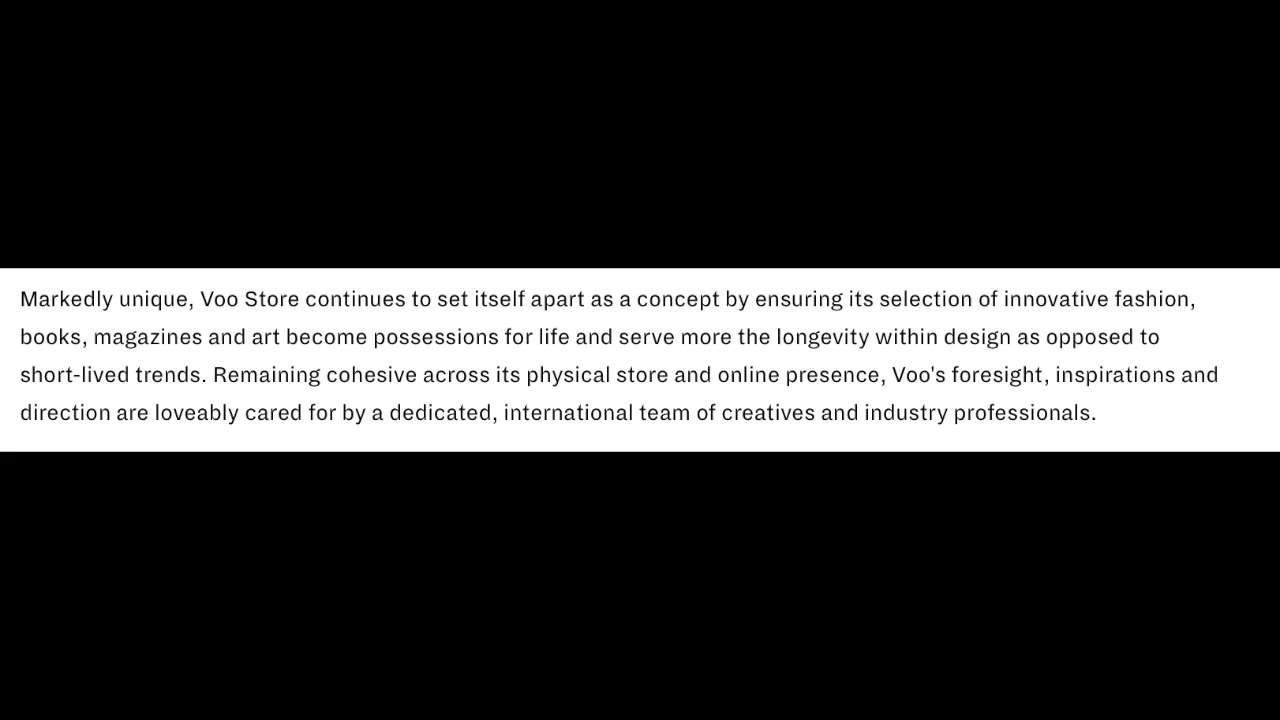 Markedly unique, Voo Store continues to set itself apart as a concept by ensuring its selection of innovative fashion,
books, magazines and art become possessions for life and serve more the longevity within design as opposed to
short-lived trends. Remaining cohesive across its physical store and online presence, Voo's foresight, inspirations and
direction are loveably cared for by a dedicated, international team of creatives and industry professionals.